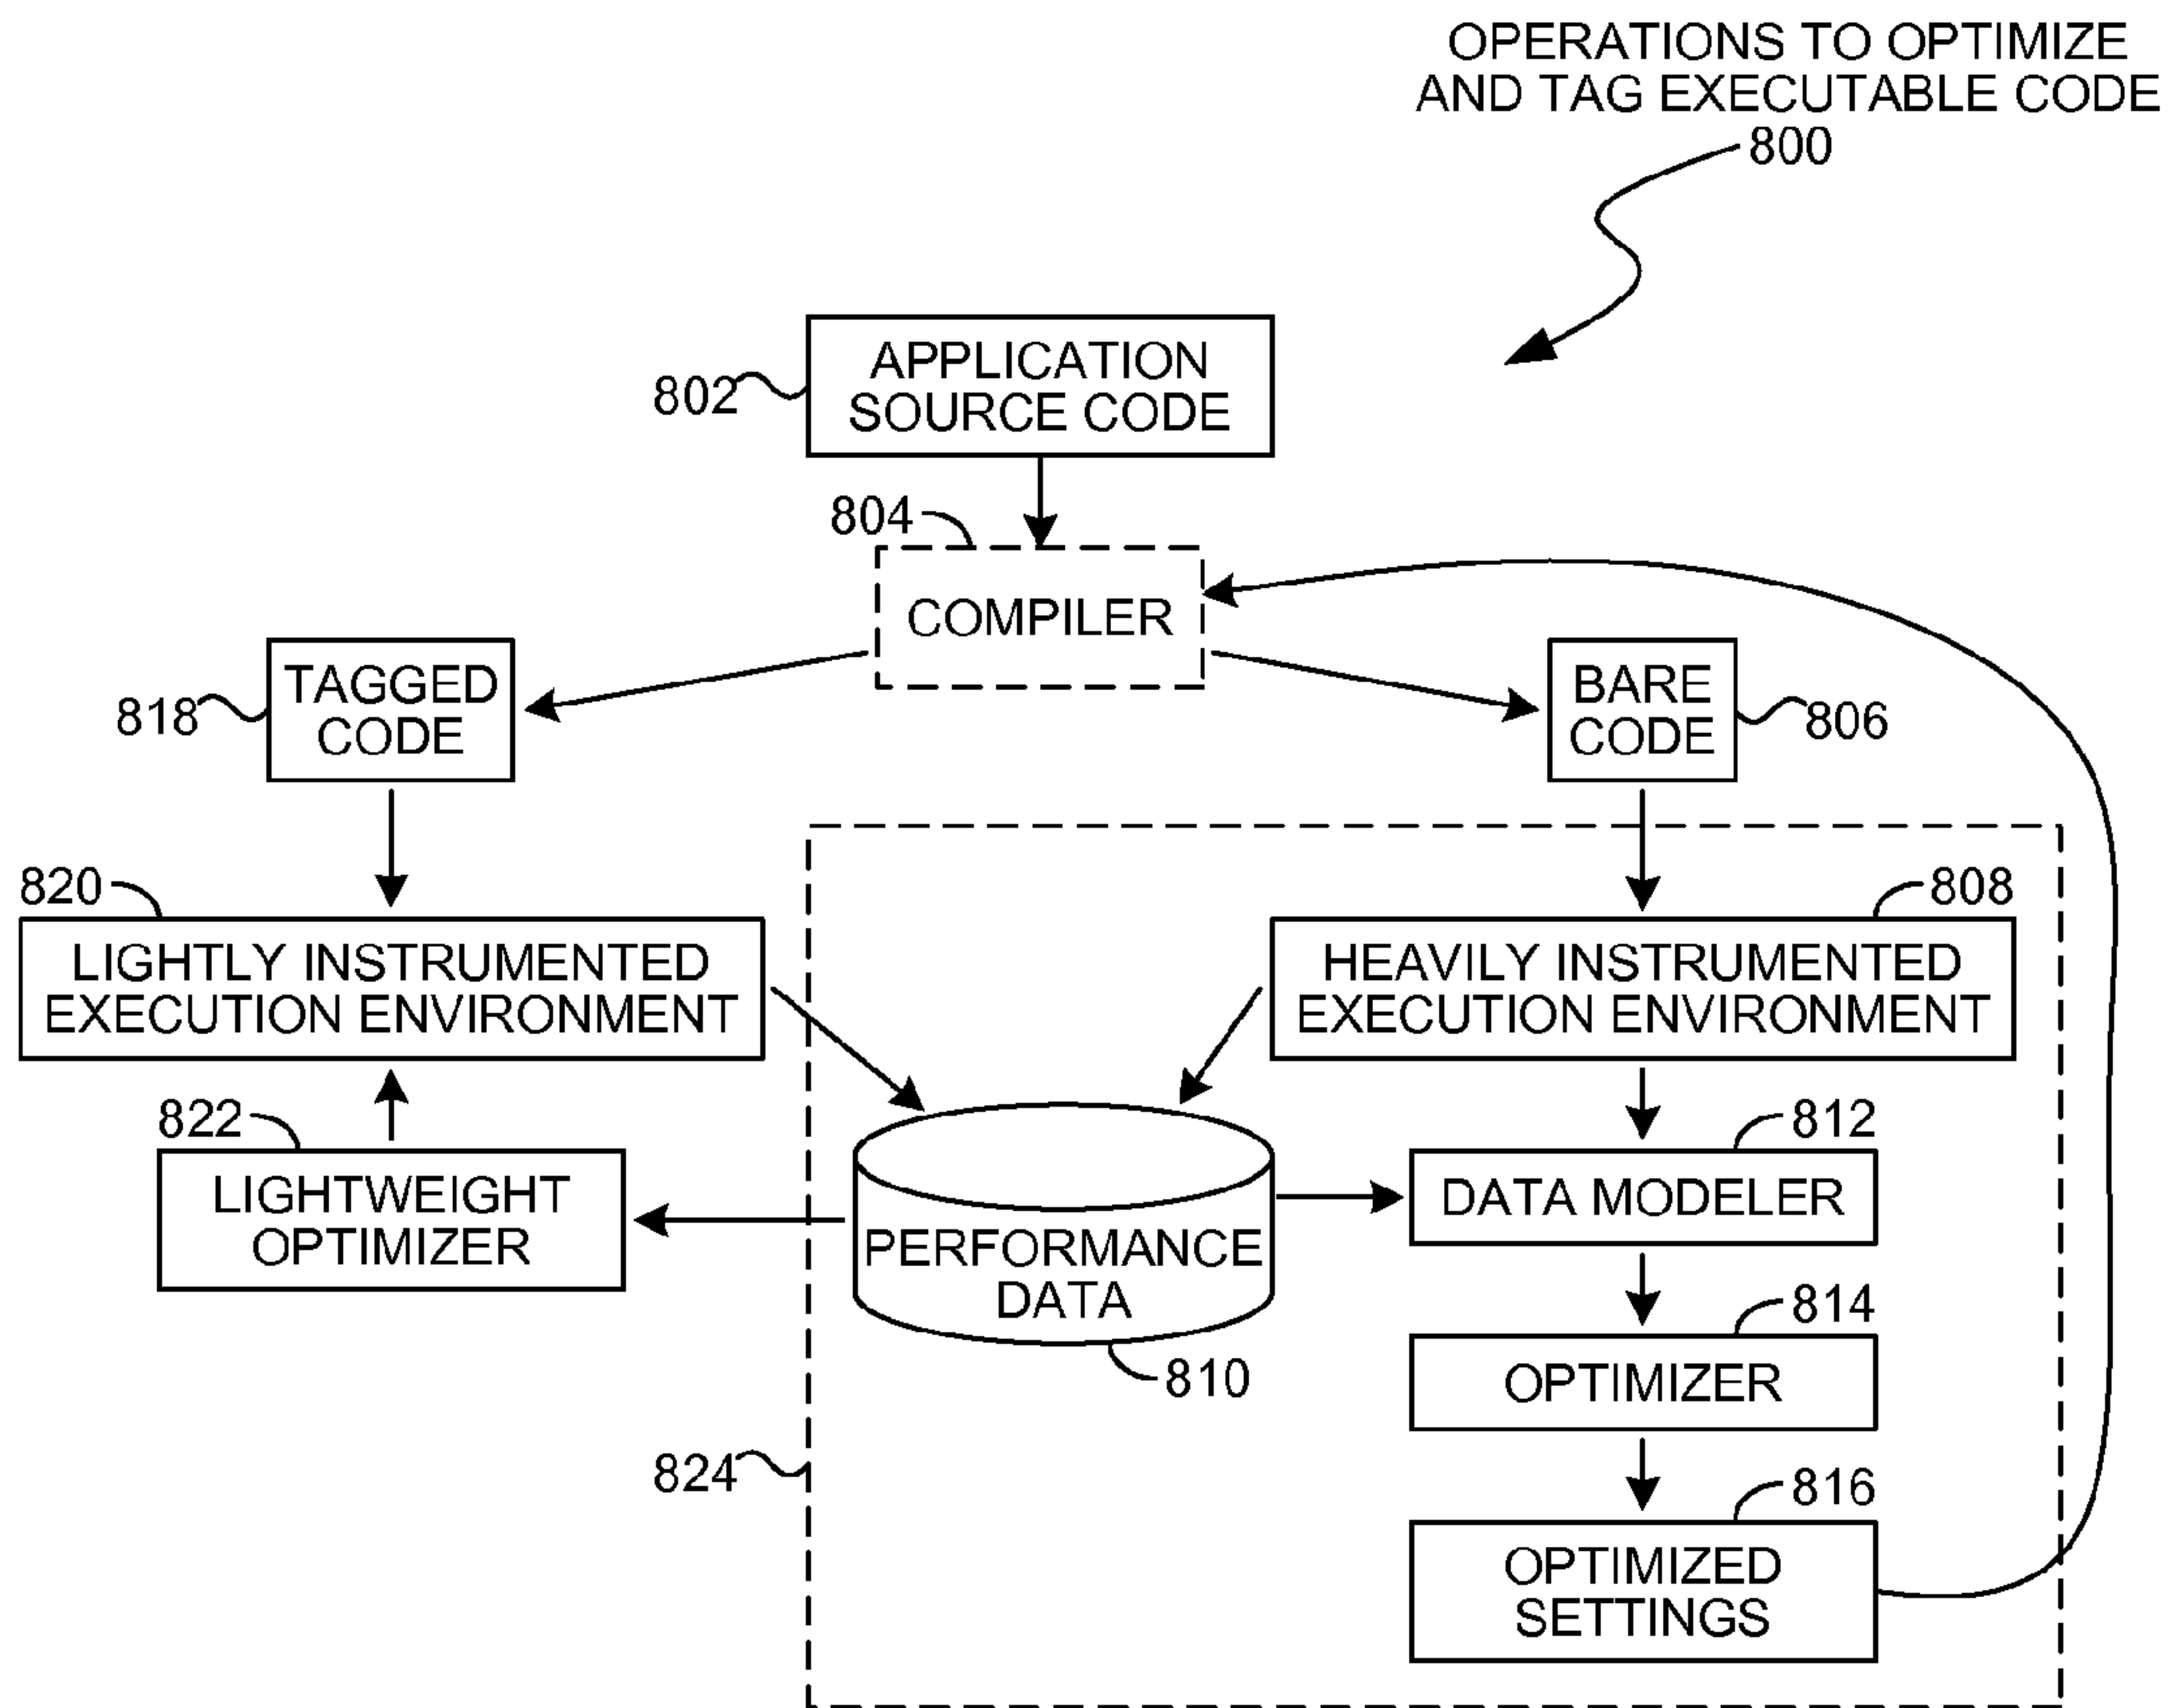 OPERATIONS TO OPTIMIZE
AND TAG EXECUTABLE CODE
800
APPLICATION
SOURCE CODE
802
804
COMPILER
TAGGED
CODE
818
BARE
CODE
806
820
LIGHTLY INSTRUMENTED
EXECUTION ENVIRONMENT
808
HEAVILY INSTRUMENTED
EXECUTION ENVIRONMENT
822
LIGHTWEIGHT
OPTIMIZER
PERFORMANCE
DATA
810
812
DATA MODELER
814
OPTIMIZER
824
816
OPTIMIZED
SETTINGS